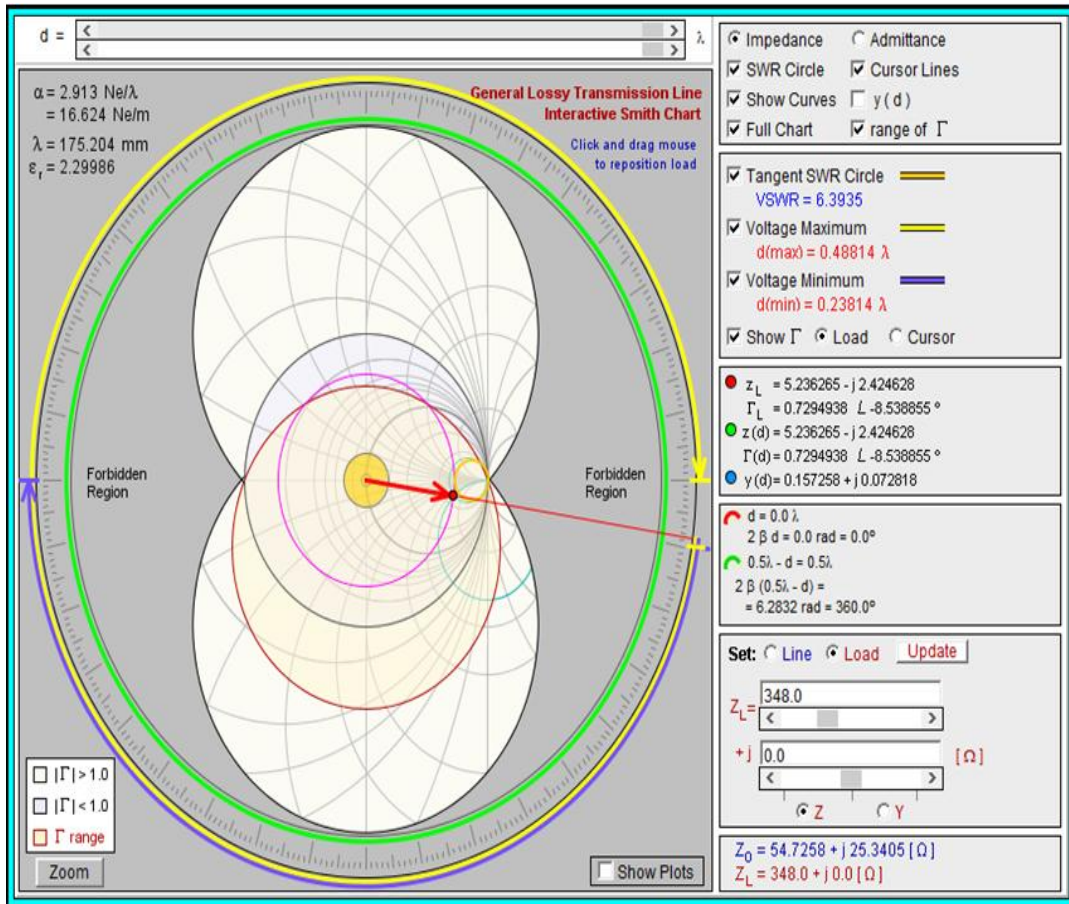 d =
λ
α = 2.913 Ne/λ
= 16.624 Ne/m
λ = 175.204 mm
εr = 2.29986
General Lossy Transmission Line
Interactive Smith Chart
Click and drag mouse
to reposition load
Forbidden
Region
Forbidden
Region
|Γ| > 1.0
|Γ| < 1.0
Γ range
Zoom
Show Plots
Impedance Admittance
SWR Circle Cursor Lines
Show Curves y ( d )
Full Chart range of Γ
Tangent SWR Circle
VSWR = 6.3935
Voltage Maximum
d(max) = 0.48814 λ
Voltage Minimum
d(min) = 0.23814 λ
Show Γ Load Cursor
zL = 5.236265 - j 2.424628
ΓL = 0.7294938 ∠ -8.538855 º
z(d) = 5.236265 - j 2.424628
Γ(d) = 0.7294938 ∠ -8.538855 º
y(d) = 0.157258 + j 0.072818
d = 0.0 λ
2 β d = 0.0 rad = 0.0º
0.5λ - d = 0.5λ
2 β (0.5λ - d) =
= 6.2832 rad = 360.0º
Set: Line Load Update
ZL= 348.0
+ j 0.0 [ Ω ]
Z Y
Z0 = 54.7258 + j 25.3405 [ Ω ]
ZL = 348.0 + j 0.0 [ Ω ]